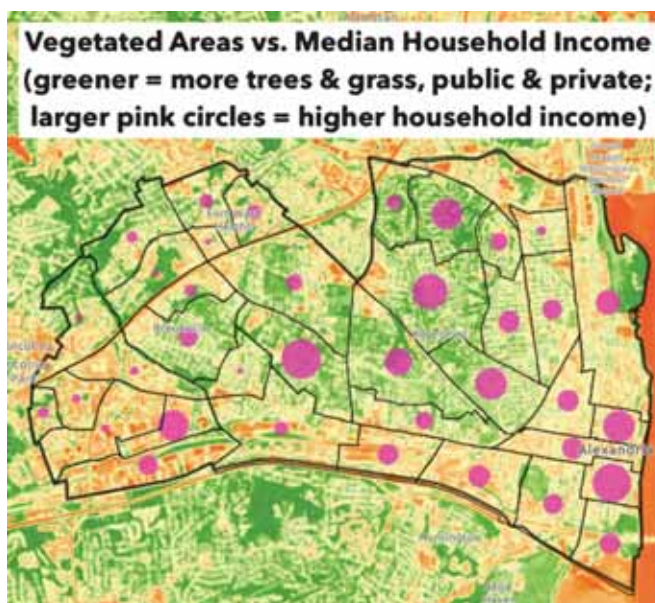 Vegetated Areas vs. Median Household Income
(greener = more trees & grass, public & private;
larger pink circles = higher household income)
Alexandria